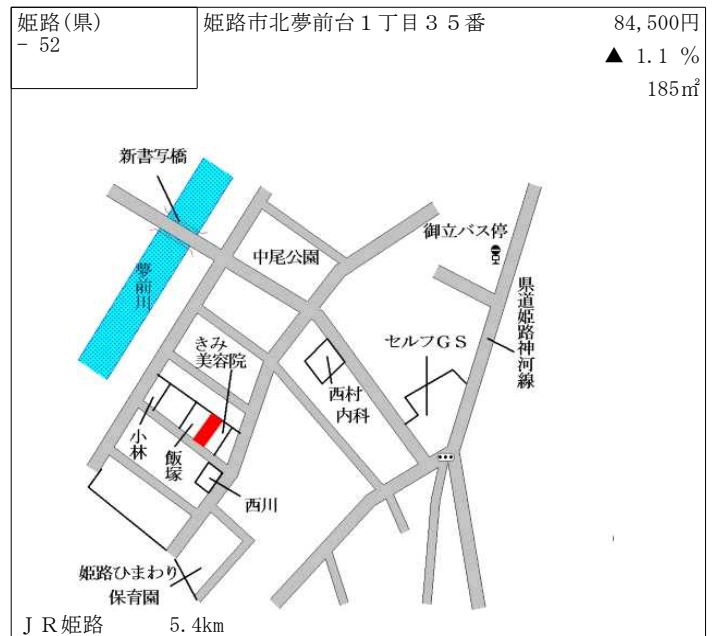 姫路(県)
- 52
姫路市北夢前台1丁目35番
84,500円
▲ 1.1 %
185㎡
新書写橋
夢前川
中尾公園
御立バス停
県道姫路神河線
きみ
美容院
セルフGS
西村
内科
小林
飯塚
西川
姫路ひまわり
保育園
JR姫路 5.4km